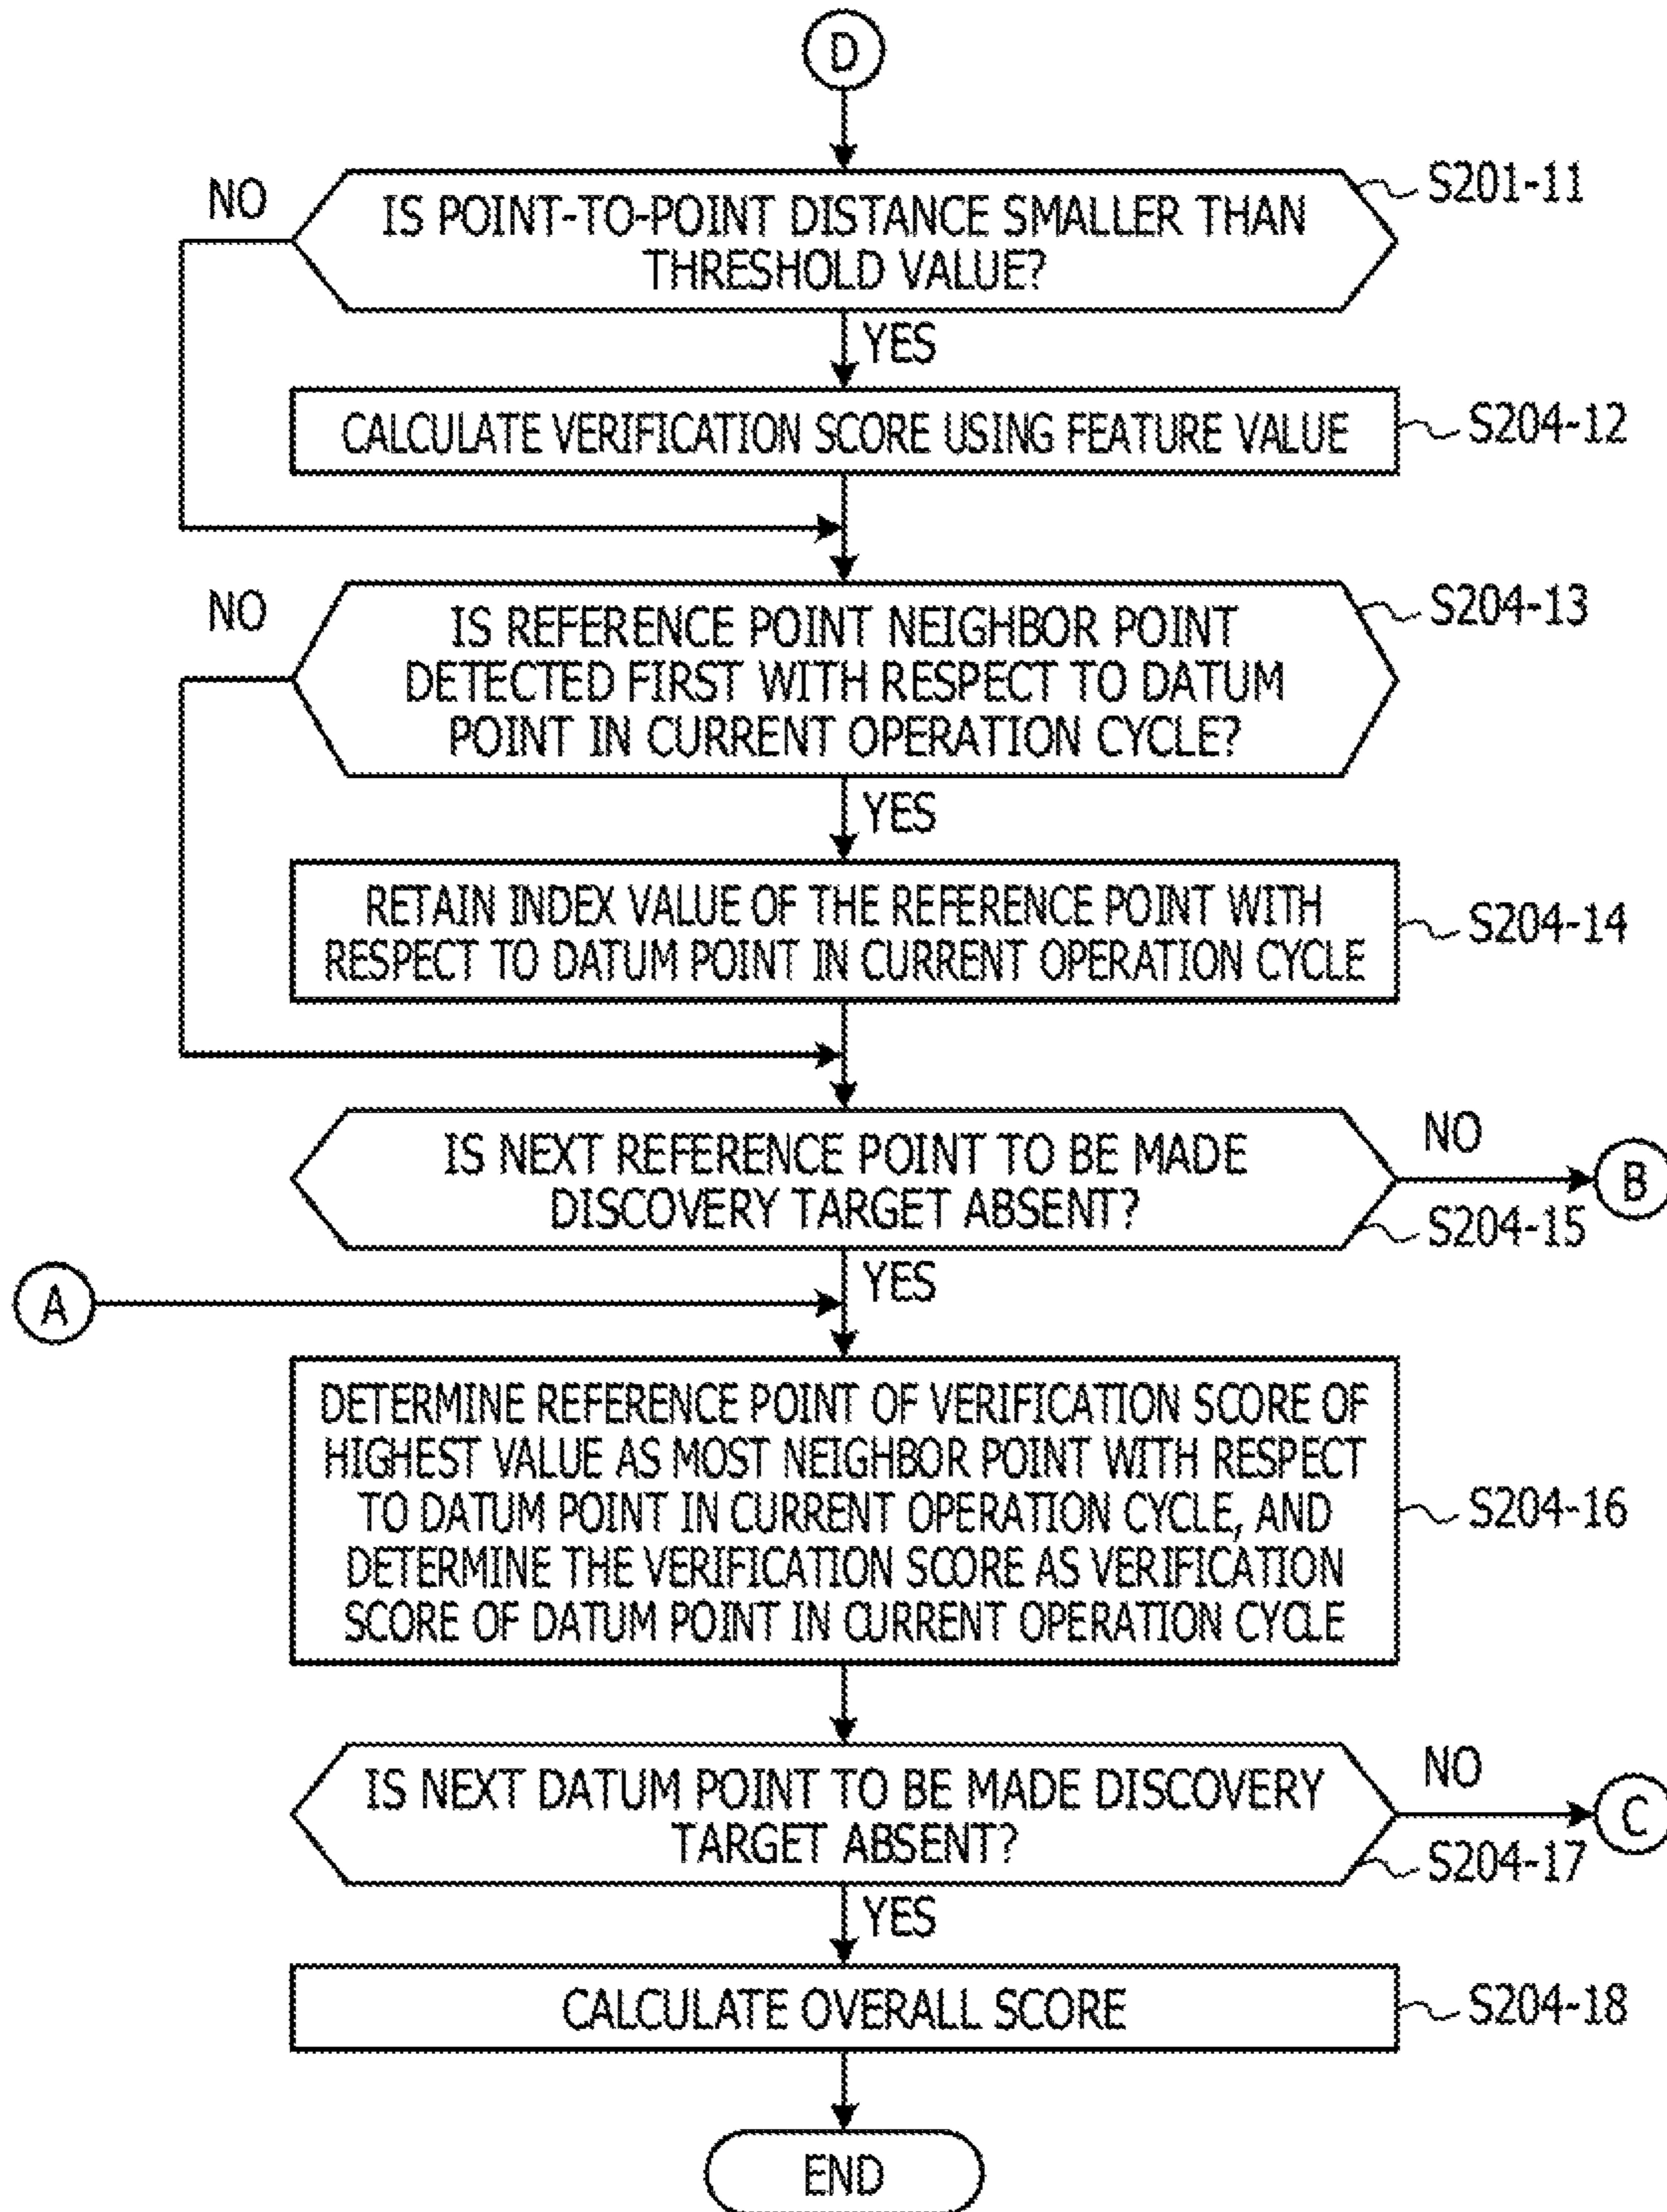 D
NO
IS POINT-TO-POINT DISTANCE SMALLER THAN
THRESHOLD VALUE?
S201-11
YES
CALCULATE VERIFICATION SCORE USING FEATURE VALUE
S204-12
NO
IS REFERENCE POINT NEIGHBOR POINT
DETECTED FIRST WITH RESPECT TO DATUM
POINT IN CURRENT OPERATION CYCLE?
S204-13
YES
RETAIN INDEX VALUE OF THE REFERENCE POINT WITH
RESPECT TO DATUM POINT IN CURRENT OPERATION CYCLE
S204-14
IS NEXT REFERENCE POINT TO BE MADE
DISCOVERY TARGET ABSENT?
NO
B
S204-15
YES
A
DETERMINE REFERENCE POINT OF VERIFICATION SCORE OF
HIGHEST VALUE AS MOST NEIGHBOR POINT WITH RESPECT
TO DATUM POINT IN CURRENT OPERATION CYCLE, AND
DETERMINE THE VERIFICATION SCORE AS VERIFICATION
SCORE OF DATUM POINT IN CURRENT OPERATION CYCLE
S204-16
IS NEXT DATUM POINT TO BE MADE DISCOVERY
TARGET ABSENT?
NO
C
S204-17
YES
CALCULATE OVERALL SCORE
S204-18
END